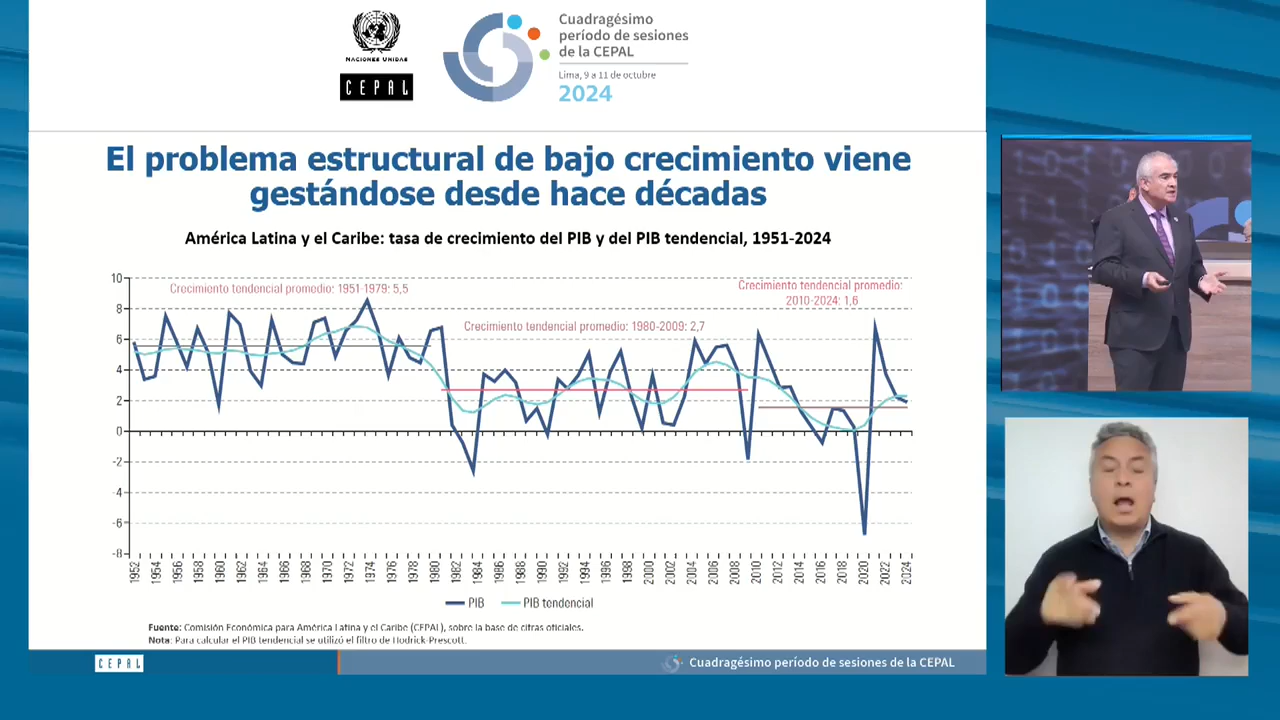 NACIONES UNIDAS
CEPAL
Cuadragésimo
período de sesiones
de la CEPAL
Lima, 9 a 11 de octubre
2024
El problema estructural de bajo crecimiento viene
gestándose desde hace décadas
América Latina y el Caribe: tasa de crecimiento del PIB y del PIB tendencial, 1951-2024
Crecimiento tendencial promedio: 1951-1979: 5,5
Crecimiento tendencial promedio: 1980-2009: 2,7
Crecimiento tendencial promedio:
2010-2024: 1,6
10
8
6
4
2
0
-2
-4
-6
-8
1952
1954
1956
1958
1960
1962
1964
1966
1968
1970
1972
1974
1976
1978
1980
1982
1984
1986
1988
1990
1992
1994
1996
1998
2000
2002
2004
2006
2008
2010
2012
2014
2016
2018
2020
2022
2024
PIB
PIB tendencial
Fuente: Comisión Económica para América Latina y el Caribe (CEPAL), sobre la base de cifras oficiales.
Nota: Para calcular el PIB tendencial se utilizó el filtro de Hodrick-Prescott.
CEPAL
Cuadragésimo período de sesiones de la CEPAL